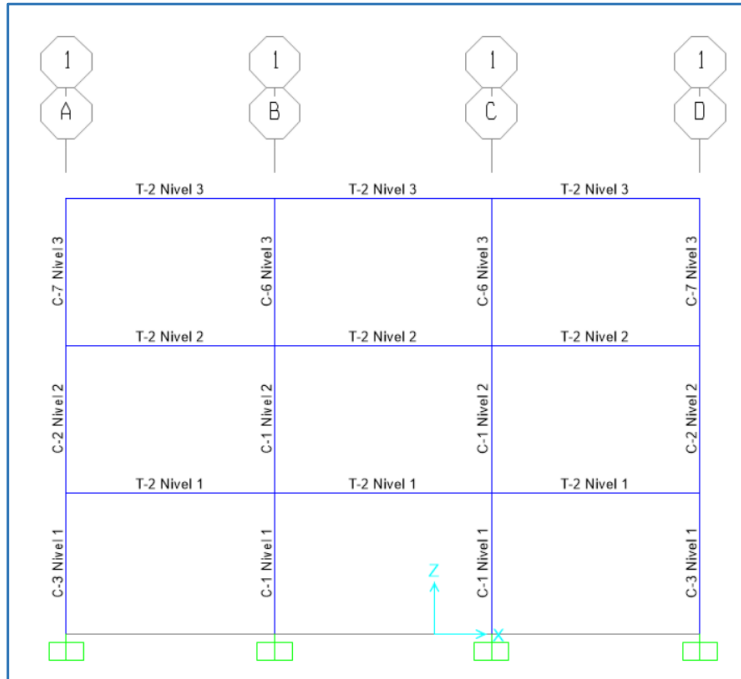 1 1 1 1
A B C D
T-2 Nivel 3 T-2 Nivel 3 T-2 Nivel 3
C-7 Nivel 3 C-6 Nivel 3 C-6 Nivel 3 C-7 Nivel 3
T-2 Nivel 2 T-2 Nivel 2 T-2 Nivel 2
C-2 Nivel 2 C-1 Nivel 2 C-1 Nivel 2 C-2 Nivel 2
T-2 Nivel 1 T-2 Nivel 1 T-2 Nivel 1
C-3 Nivel 1 C-1 Nivel 1 C-1 Nivel 1 C-3 Nivel 1
Z
X